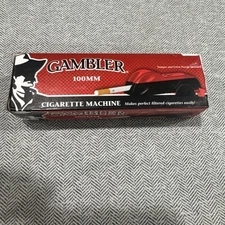 GAMBLER
100MM
CIGARETTE MACHINE
Makes perfect filtered cigarettes easily!